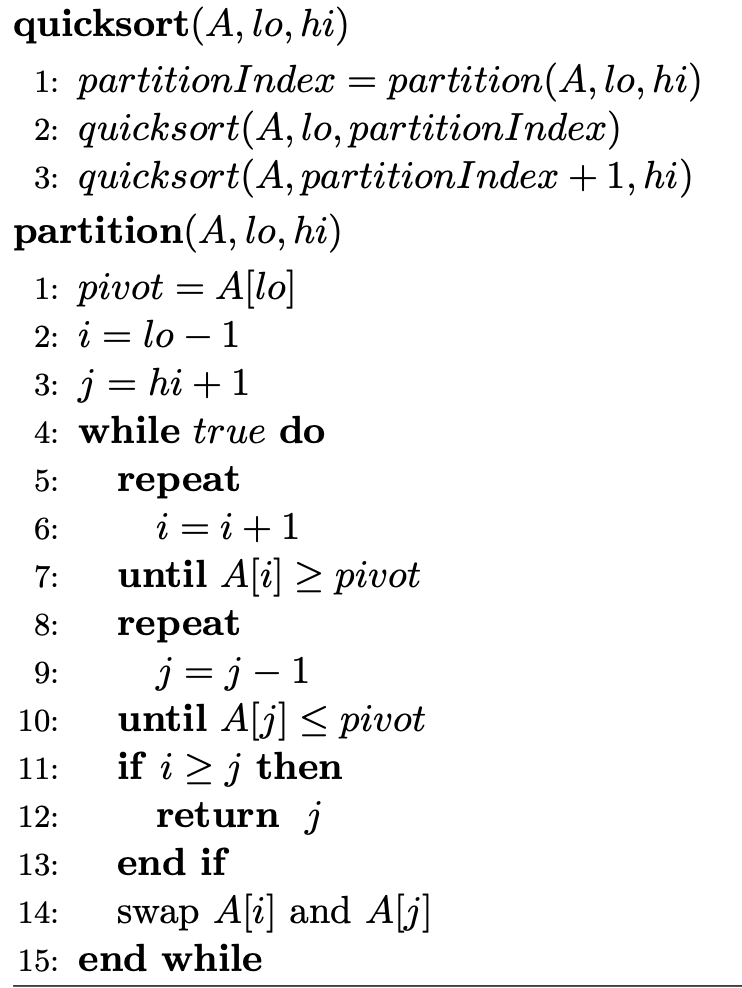 quicksort(A, lo, hi)
1: partitionIndex = partition(A, lo, hi)
2: quicksort(A, lo, partitionIndex)
3: quicksort(A, partitionIndex + 1, hi)
partition(A, lo, hi)
1: pivot = A[lo]
2: i = lo − 1
3: j = hi + 1
4: while true do
5: repeat
6: i = i + 1
7: until A[i] ≥ pivot
8: repeat
9: j = j − 1
10: until A[j] ≤ pivot
11: if i ≥ j then
12: return j
13: end if
14: swap A[i] and A[j]
15: end while